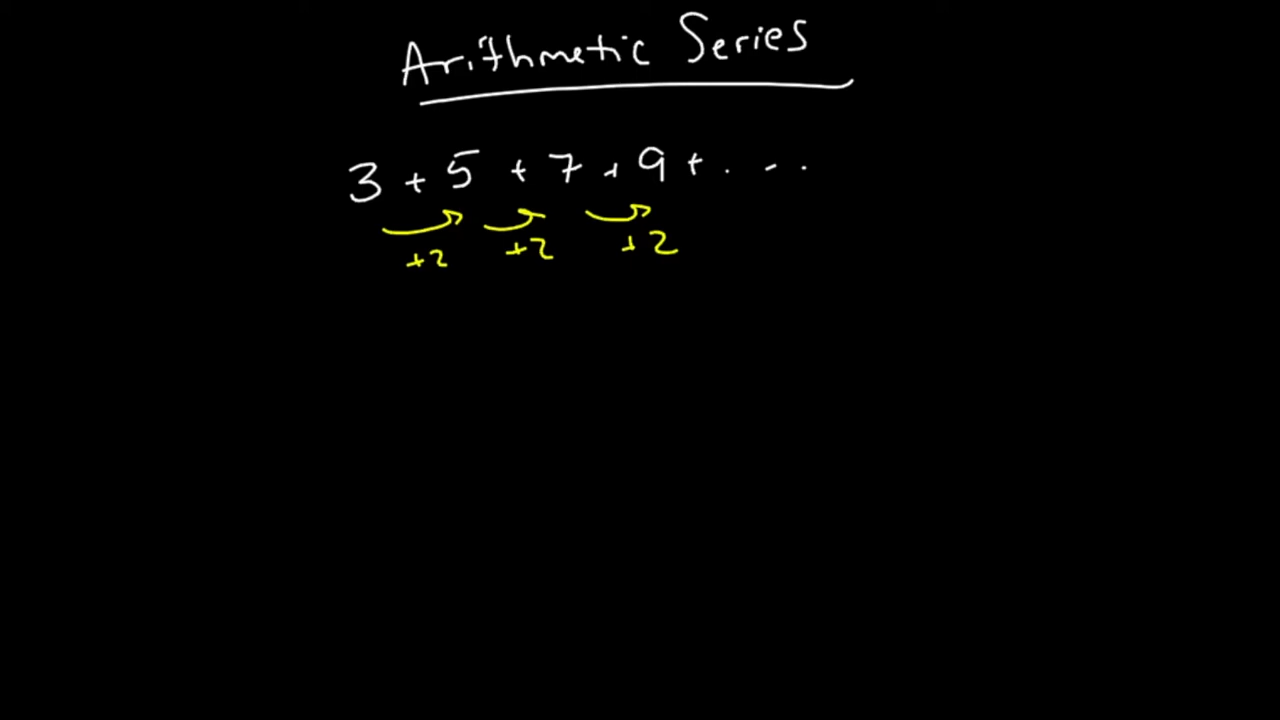 Arithmetic Series
3 + 5 + 7 + 9 + . . . .
+2 +2 +2